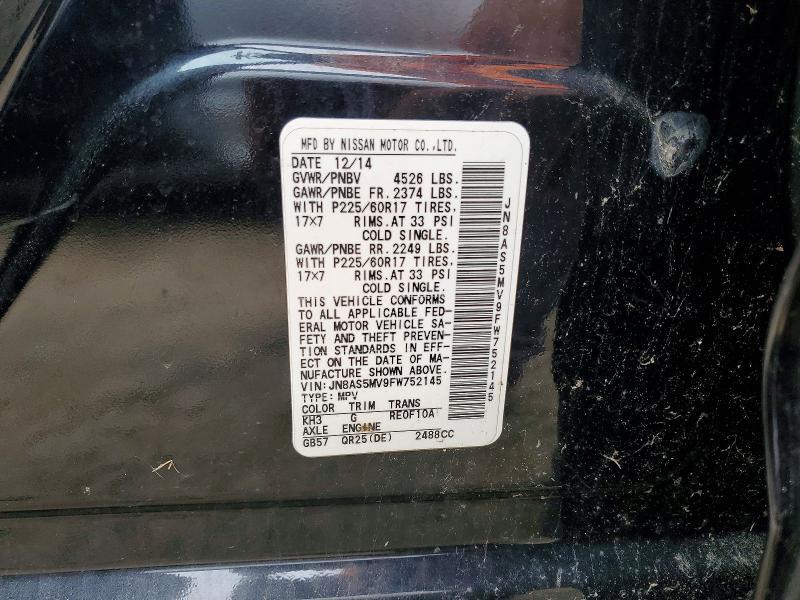 MFD BY NISSAN MOTOR CO.,LTD.
DATE 12/14
GVWR/PNBV 4526 LBS.
GAWR/PNBE FR. 2374 LBS.
WITH P225/60R17 TIRES,
17×7 RIMS.AT 33 PSI
COLD SINGLE.
GAWR/PNBE RR. 2249 LBS.
WITH P225/60R17 TIRES,
17×7 RIMS.AT 33 PSI
COLD SINGLE.
THIS VEHICLE CONFORMS
TO ALL APPLICABLE FED-
ERAL MOTOR VEHICLE SA-
FETY AND THEFT PREVEN-
TION STANDARDS IN EFF-
ECT ON THE DATE OF MA-
NUFACTURE SHOWN ABOVE.
VIN: JN8AS5MV9FW752145
TYPE: MPV
COLOR TRIM TRANS
KH3 G RE0F10A
AXLE ENGINE
GB57 QR25(DE) 2488CC
JN8AS5MV9FW752145